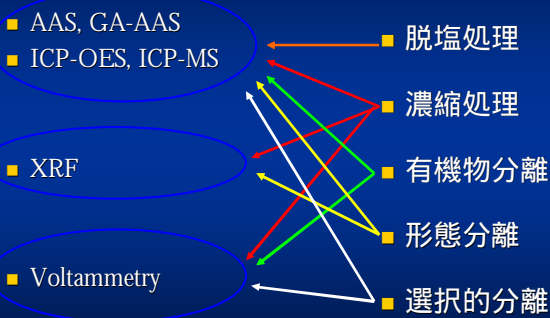 AAS, GA-AAS
ICP-OES, ICP-MS
XRF
Voltammetry
脱塩処理
濃縮処理
有機物分離
形態分離
選択的分離